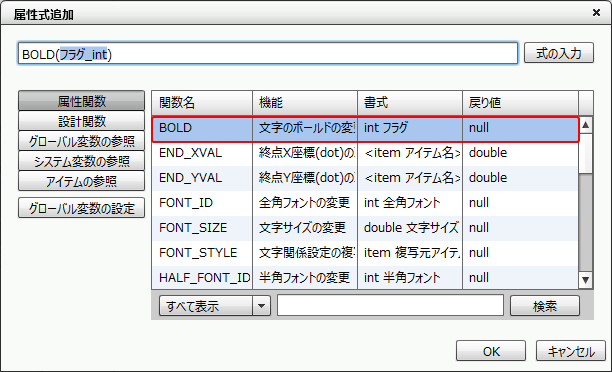 属性式追加
BOLD(フラグ_int)
式の入力
属性関数
設計関数
グローバル変数の参照
システム変数の参照
アイテムの参照
グローバル変数の設定
関数名 機能 書式 戻り値
BOLD 文字のボールドの変更 int フラグ null
END_XVAL 終点X座標(dot)の <item アイテム名> double
END_YVAL 終点Y座標(dot)の <item アイテム名> double
FONT_ID 全角フォントの変更 int 全角フォント null
FONT_SIZE 文字サイズの変更 double 文字サイズ null
FONT_STYLE 文字関係設定の複写 item 複写元アイテ null
HALF_FONT_ID 半角フォントの変更 int 半角フォント null
すべて表示
検索
OK
キャンセル